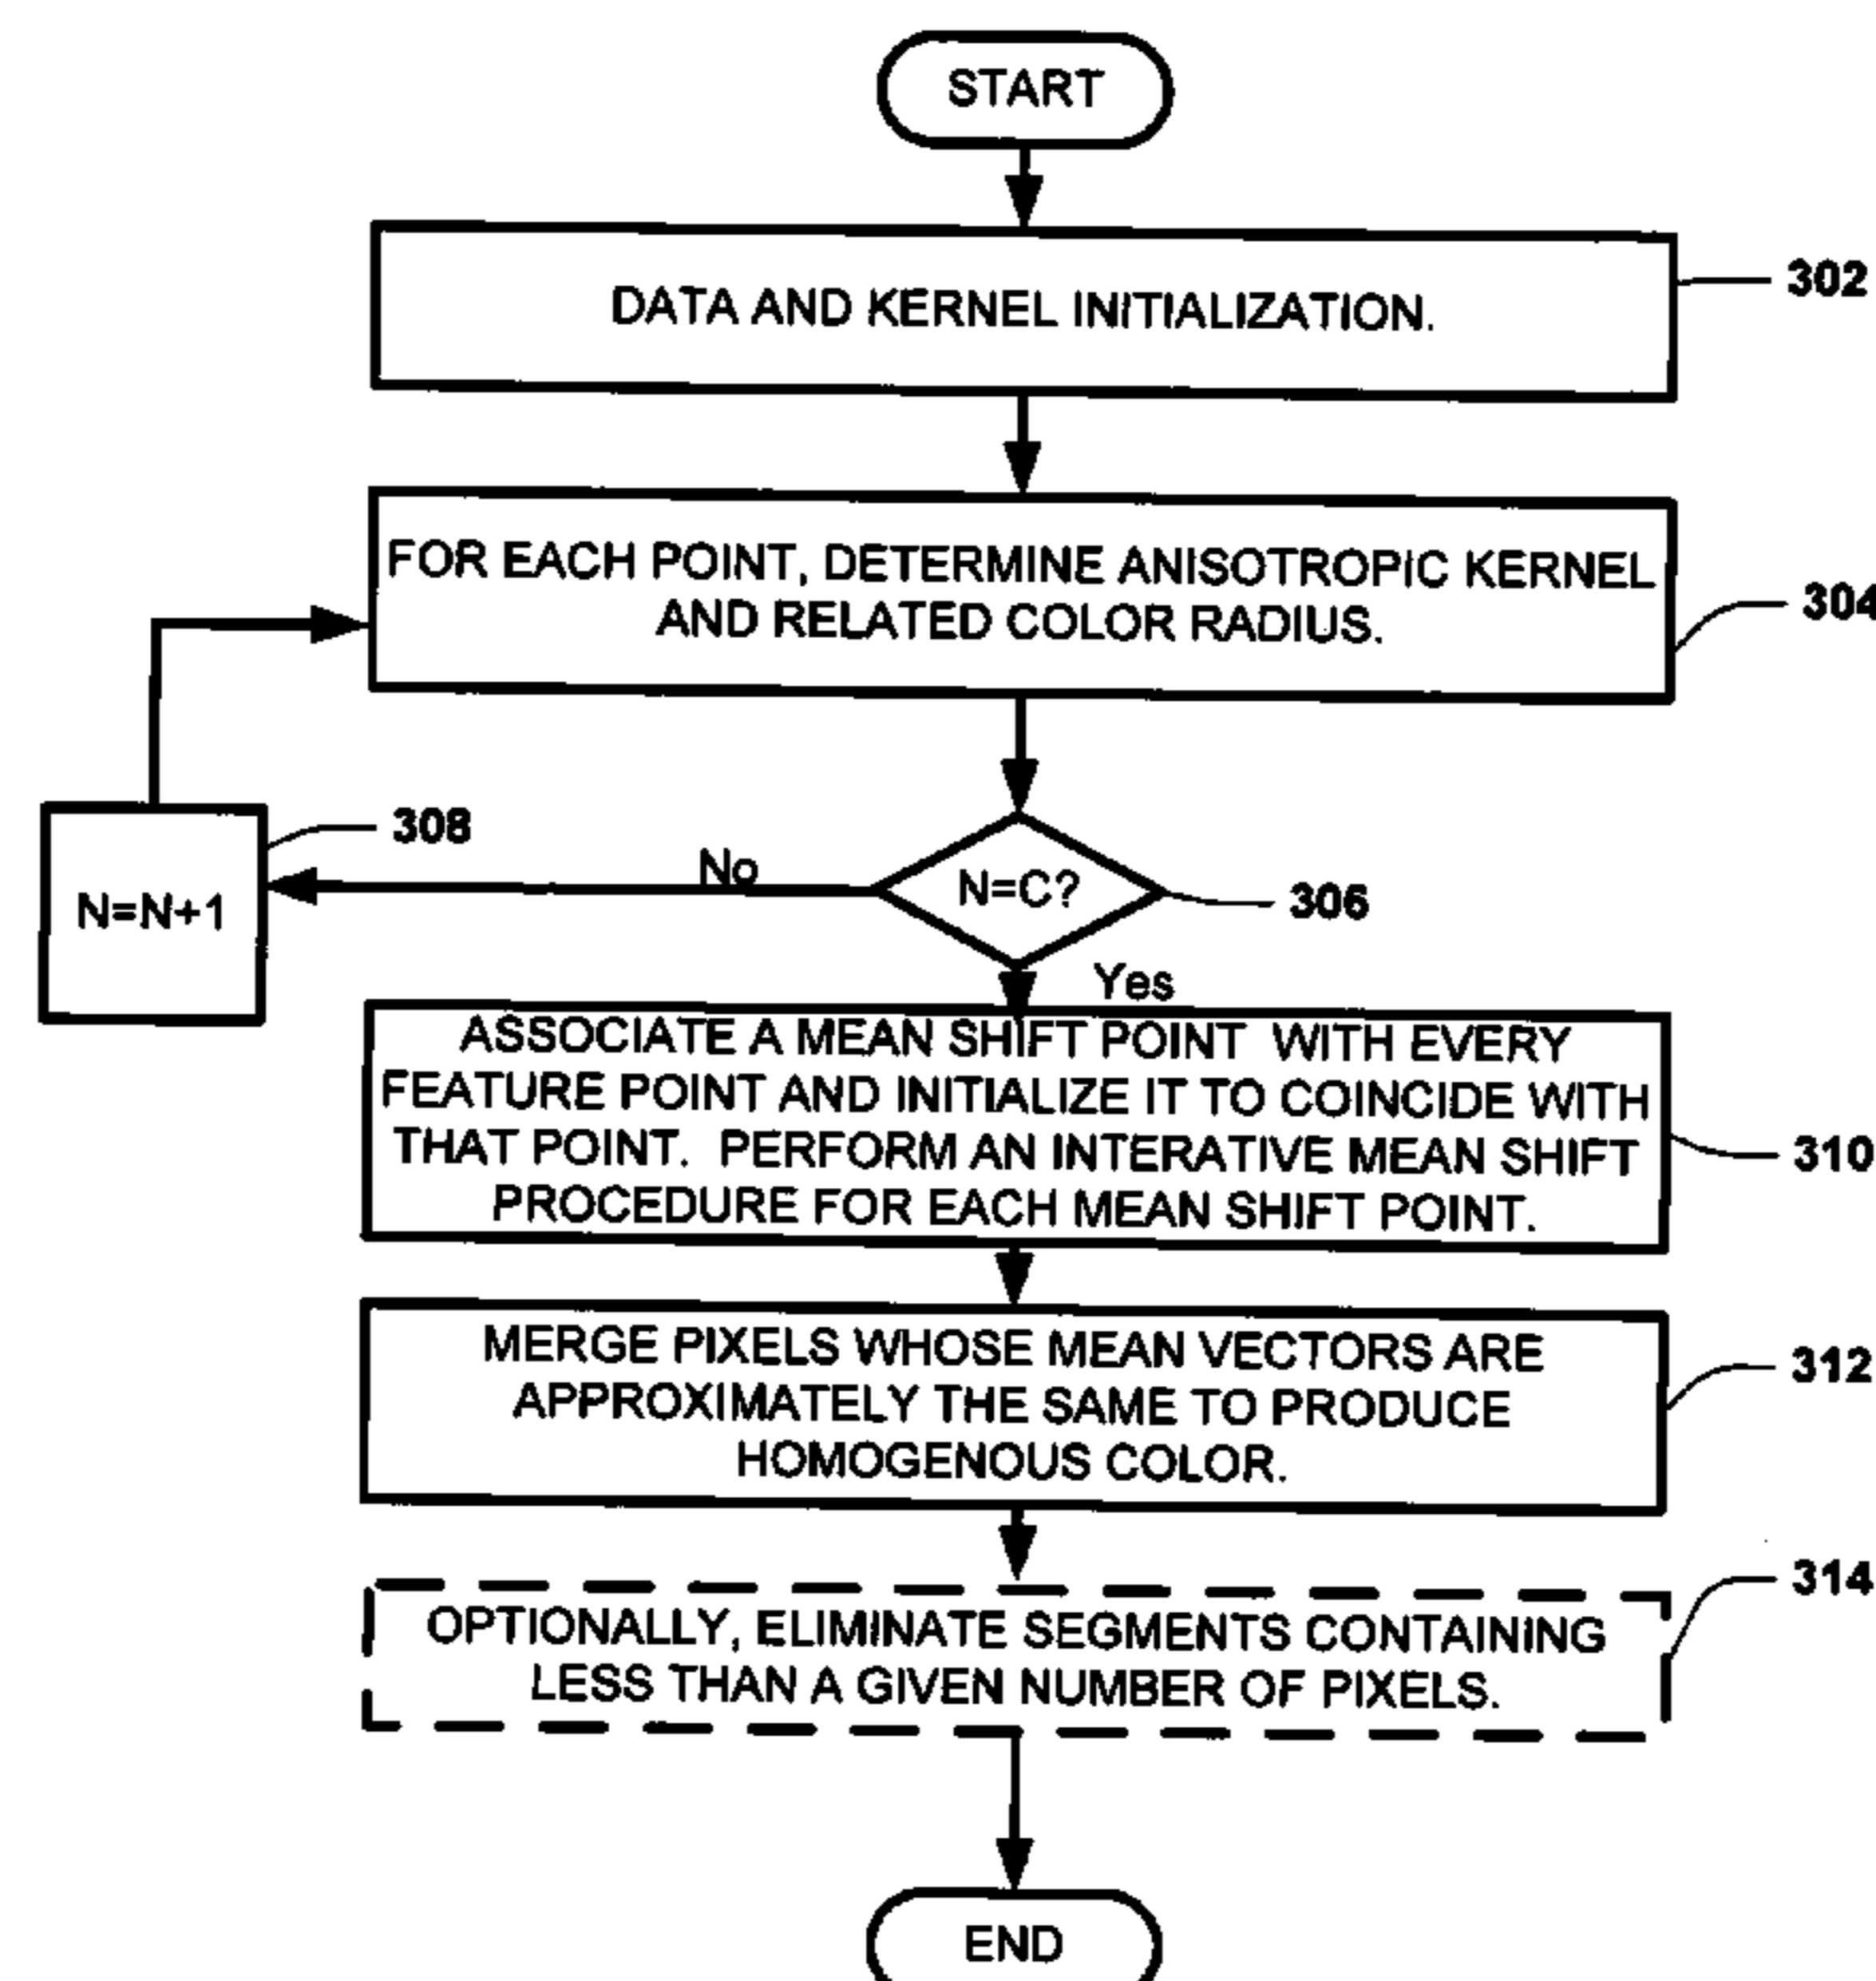 START
DATA AND KERNEL INITIALIZATION.
302
FOR EACH POINT, DETERMINE ANISOTROPIC KERNEL
AND RELATED COLOR RADIUS.
304
308
N=N+1
No
N=C?
306
Yes
ASSOCIATE A MEAN SHIFT POINT WITH EVERY
FEATURE POINT AND INITIALIZE IT TO COINCIDE WITH
THAT POINT. PERFORM AN INTERATIVE MEAN SHIFT
PROCEDURE FOR EACH MEAN SHIFT POINT.
310
MERGE PIXELS WHOSE MEAN VECTORS ARE
APPROXIMATELY THE SAME TO PRODUCE
HOMOGENOUS COLOR.
312
OPTIONALLY, ELIMINATE SEGMENTS CONTAINING
LESS THAN A GIVEN NUMBER OF PIXELS.
314
END